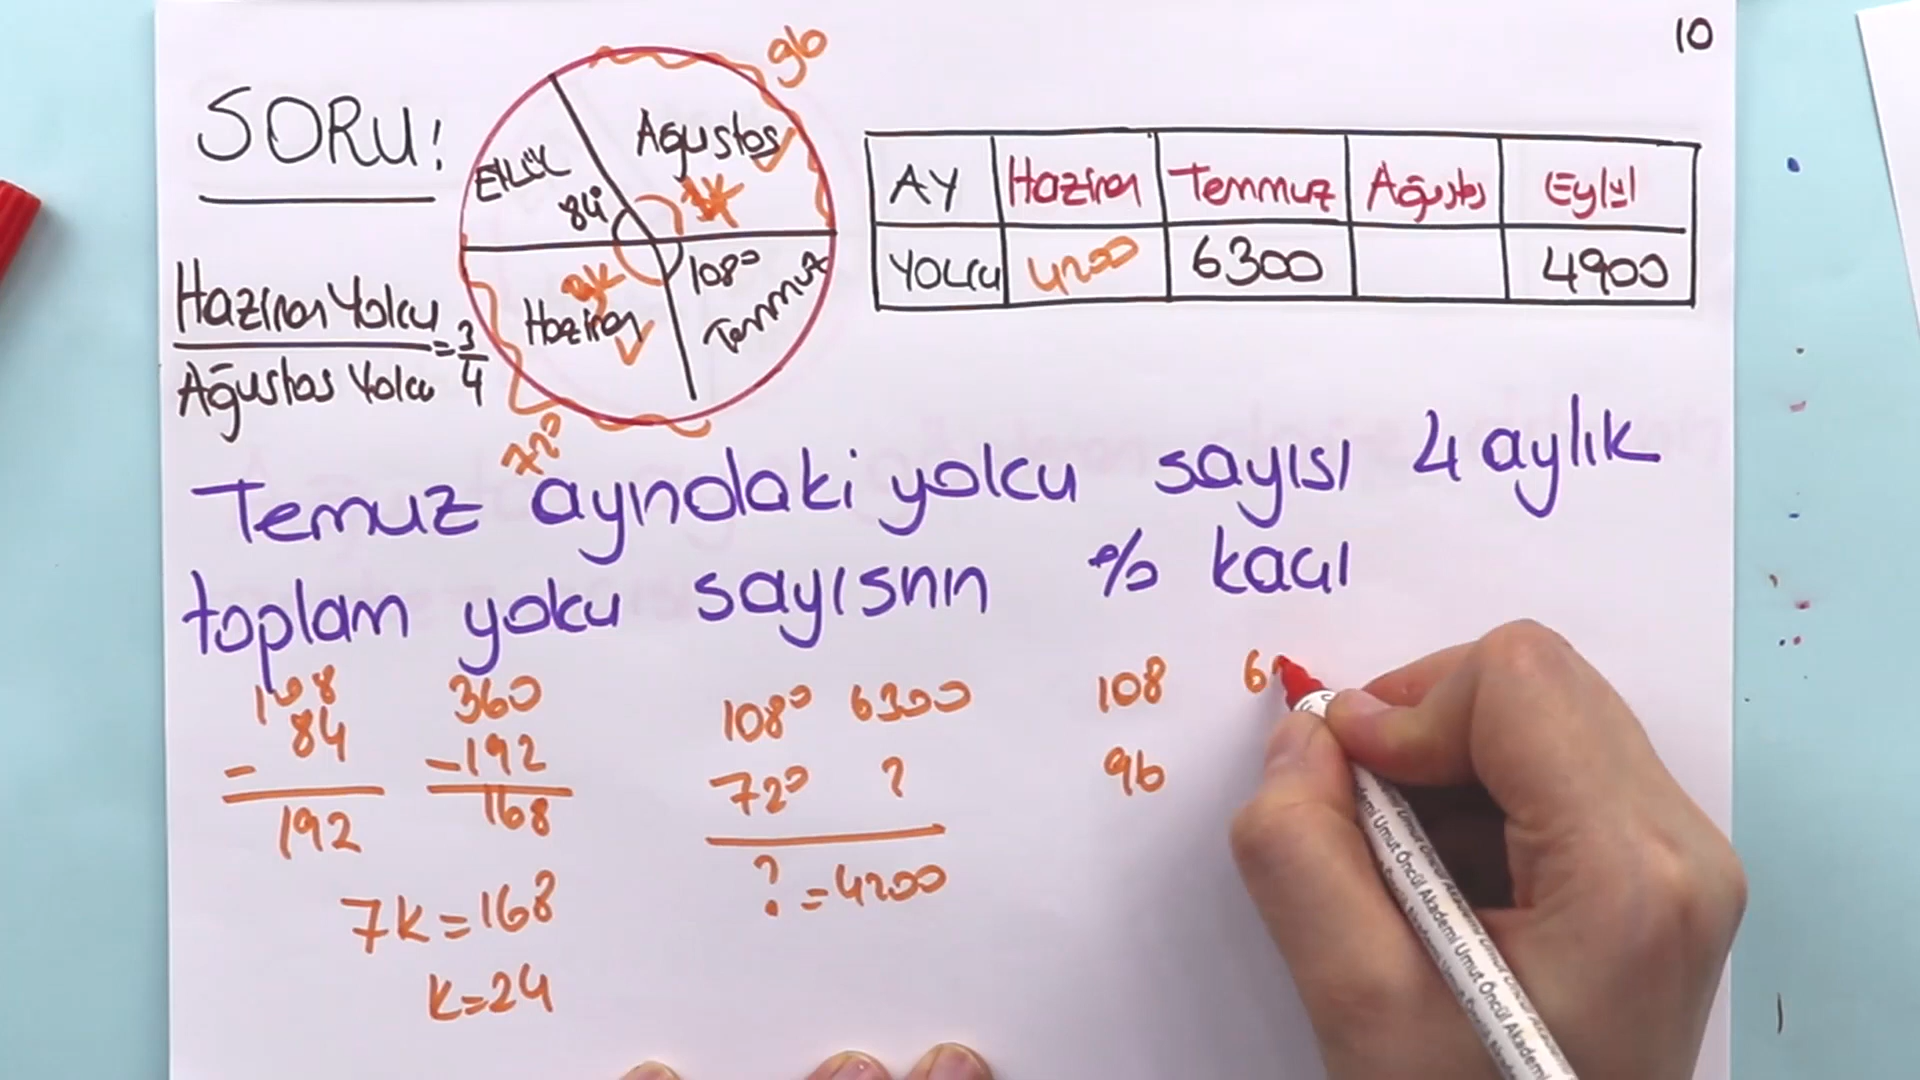 10
SORU!
96
Ağustos
EYLÜL
84°
3k
108°
Temmuz
Haziran
72°
Haziran Yolcu
Ağustos Yolcu
= 3
4
AY Haziran Temmuz Ağustos Eylül
YOLCU 4200 6300 4900
Temuz ayındaki yolcu sayısı 4 aylık
toplam yolcu sayısının % kaçı
108
84
-
192
360
-192
168
7k=168
k=24
108° 6300
72° ?
? = 4200
108 6
96